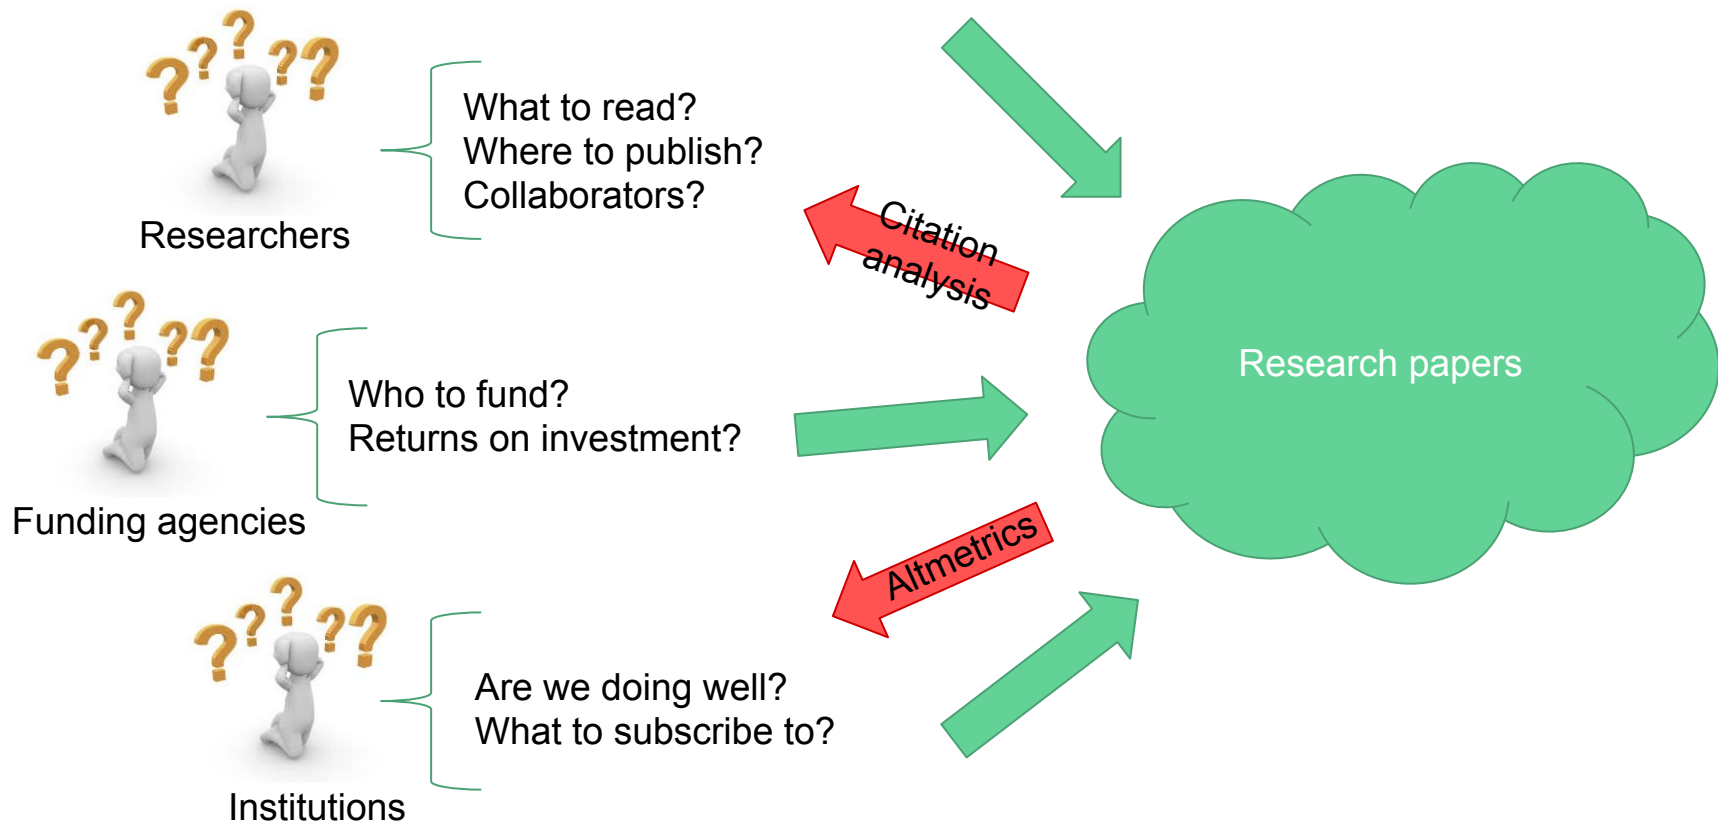 What to read?
Where to publish?
Collaborators?
Researchers
Citation
analysis
Research papers
Who to fund?
Returns on investment?
Funding agencies
Altmetrics
Are we doing well?
What to subscribe to?
Institutions